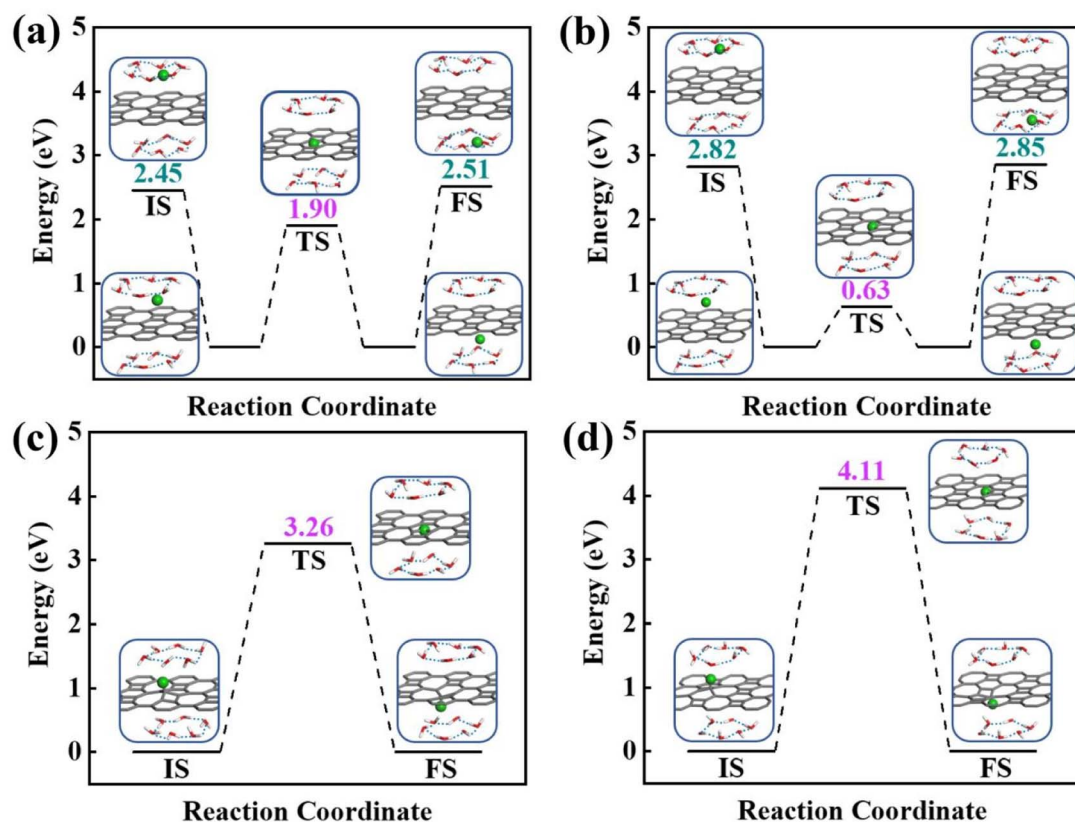 (a)
Energy (eV)
5
4
3
2
1
0
2.45
IS
1.90
TS
2.51
FS
Reaction Coordinate
(b)
Energy (eV)
5
4
3
2
1
0
2.82
IS
0.63
TS
2.85
FS
Reaction Coordinate
(c)
Energy (eV)
5
4
3
2
1
0
3.26
TS
IS
FS
Reaction Coordinate
(d)
Energy (eV)
5
4
3
2
1
0
4.11
TS
IS
FS
Reaction Coordinate